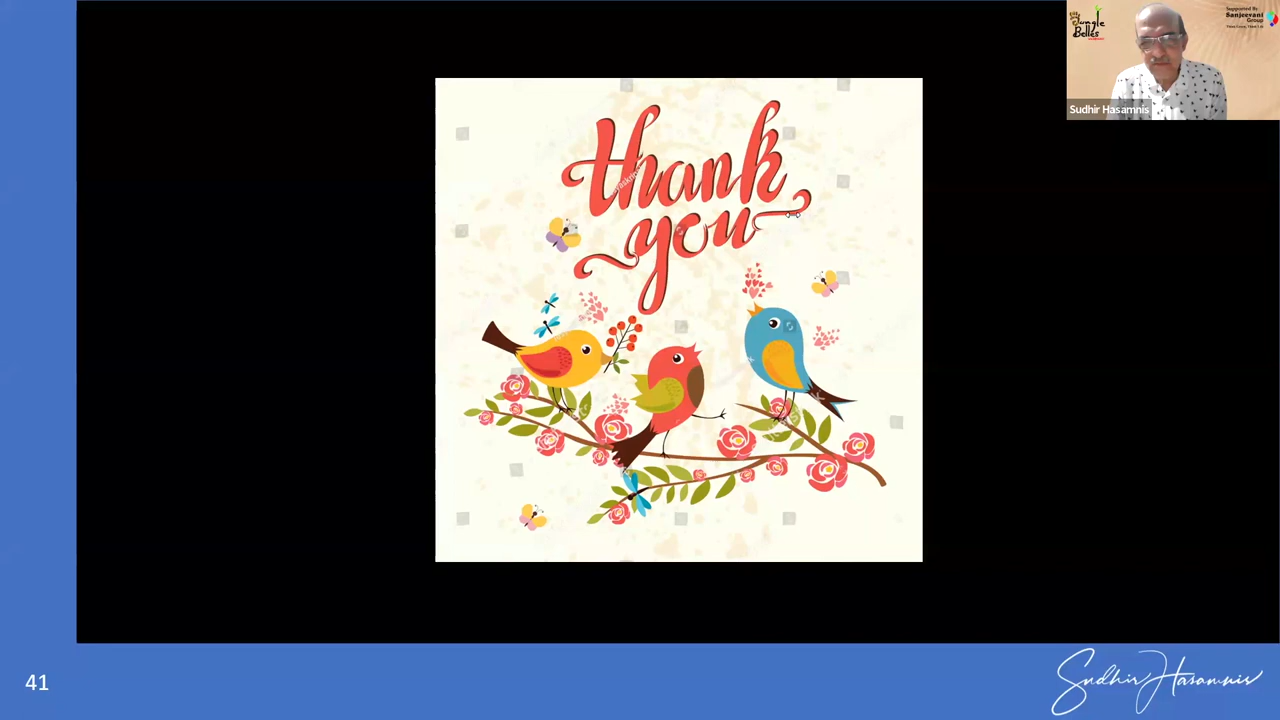 Jungle
Belles
Supported By
Sanjeevani
Group
Sudhir Hasamnis
thank
you
41
Sudhir Hasamnis